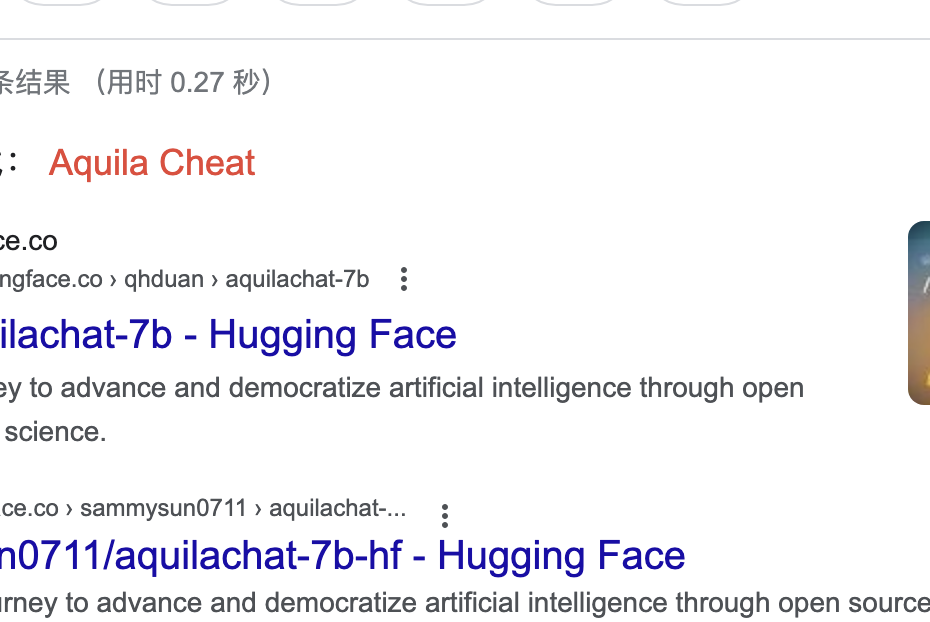 条结果 （用时 0.27 秒）
： Aquila Cheat
ce.co
ngface.co › qhduan › aquilachat-7b
ilachat-7b - Hugging Face
ey to advance and democratize artificial intelligence through open
science.
ce.co › sammysun0711 › aquilachat-...
n0711/aquilachat-7b-hf - Hugging Face
urney to advance and democratize artificial intelligence through open source